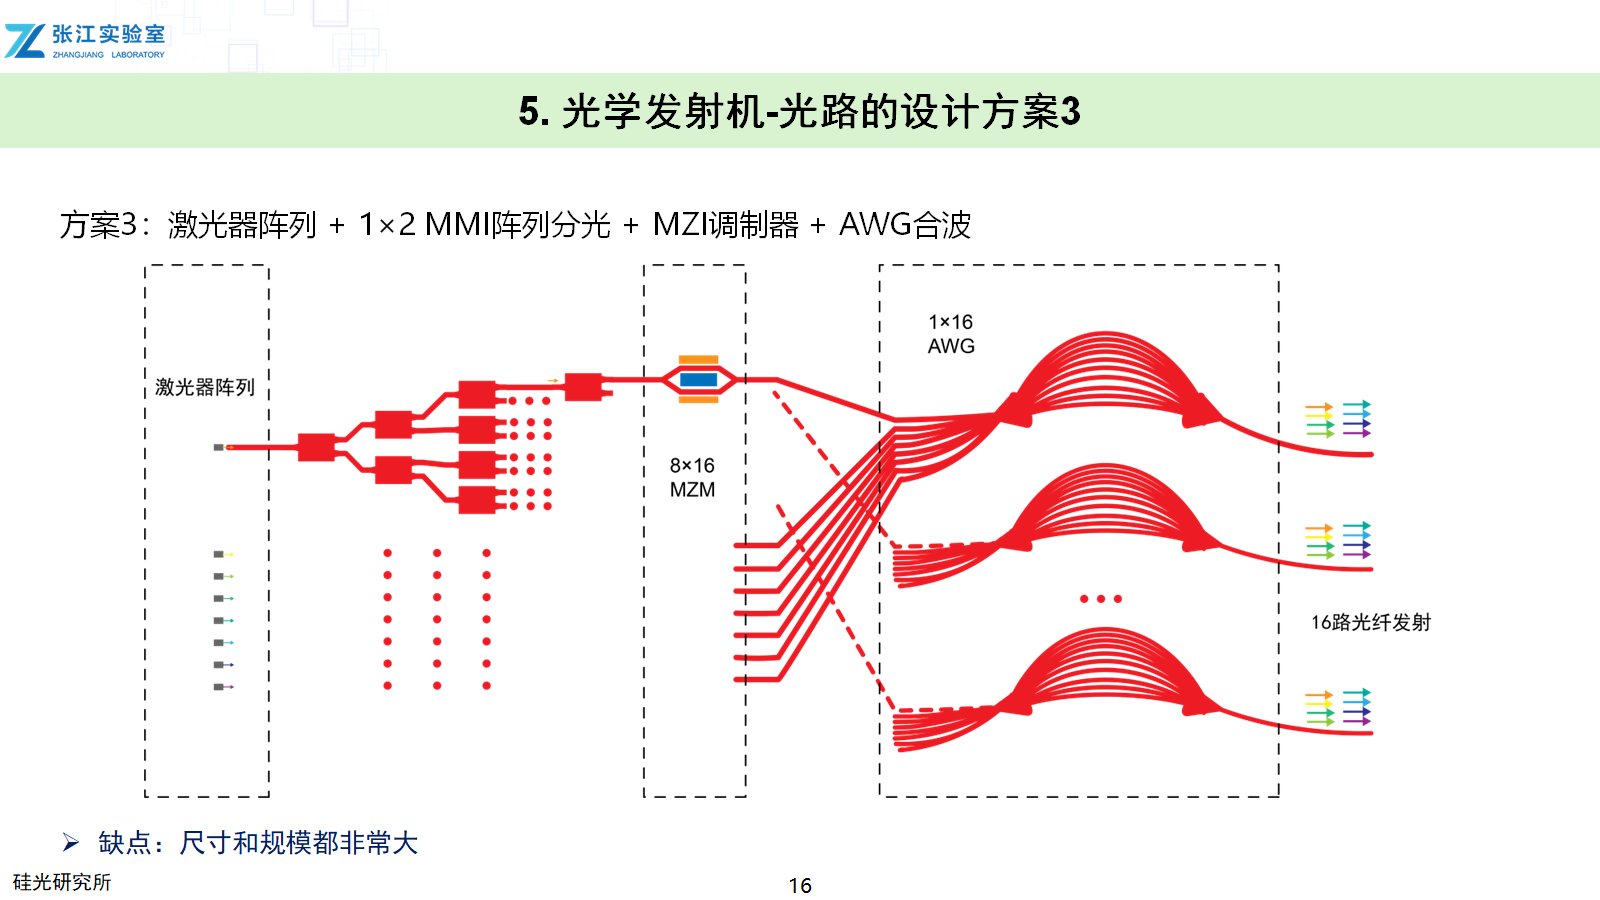 张江实验室
ZHANGJIANG LABORATORY
5. 光学发射机-光路的设计方案3
方案3：激光器阵列 + 1×2 MMI阵列分光 + MZI调制器 + AWG合波
激光器阵列
8×16
MZM
1×16
AWG
16路光纤发射
➢ 缺点：尺寸和规模都非常大
硅光研究所
16